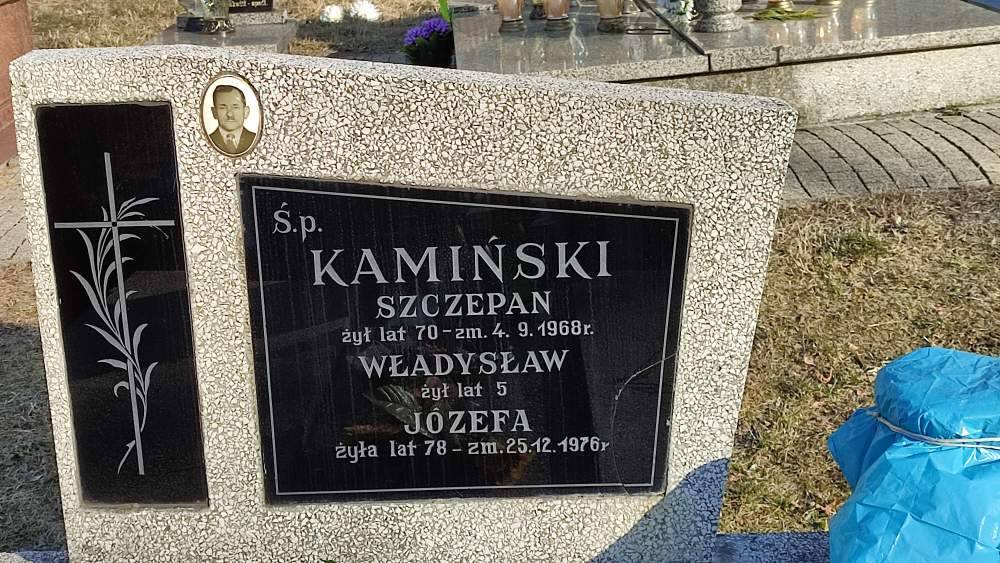 Ś.p.
KAMIŃSKI
SZCZEPAN
żył lat 70 - zm. 4. 9. 1968r.
WŁADYSŁAW
żył lat 5
JÓZEFA
żyła lat 78 - zm. 25.12. 1976r